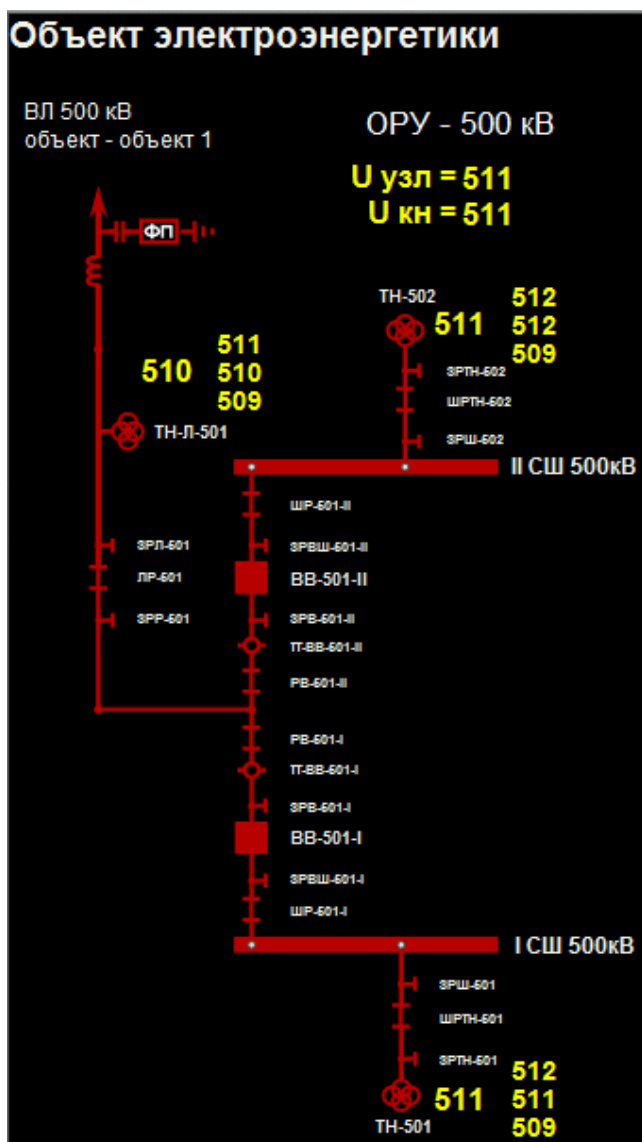 Объект электроэнергетики
ВЛ 500 кВ
объект - объект 1
ОРУ - 500 кВ
U узл = 511
U кн = 511
ФП
ТН-502
511
512
512
509
ЗРТН-502
ШРТН-502
ЗРШ-502
510
511
510
509
ТН-Л-501
II СШ 500кВ
ШР-501-II
ЗРВШ-501-II
ВВ-501-II
ЗРВ-501-II
ТТ-ВВ-501-II
РВ-501-II
ЗРЛ-501
ЛР-501
ЗРР-501
РВ-501-I
ТТ-ВВ-501-I
ЗРВ-501-I
ВВ-501-I
ЗРВШ-501-I
ШР-501-I
I СШ 500кВ
ЗРШ-501
ШРТН-501
ЗРТН-501
511
512
511
509
ТН-501